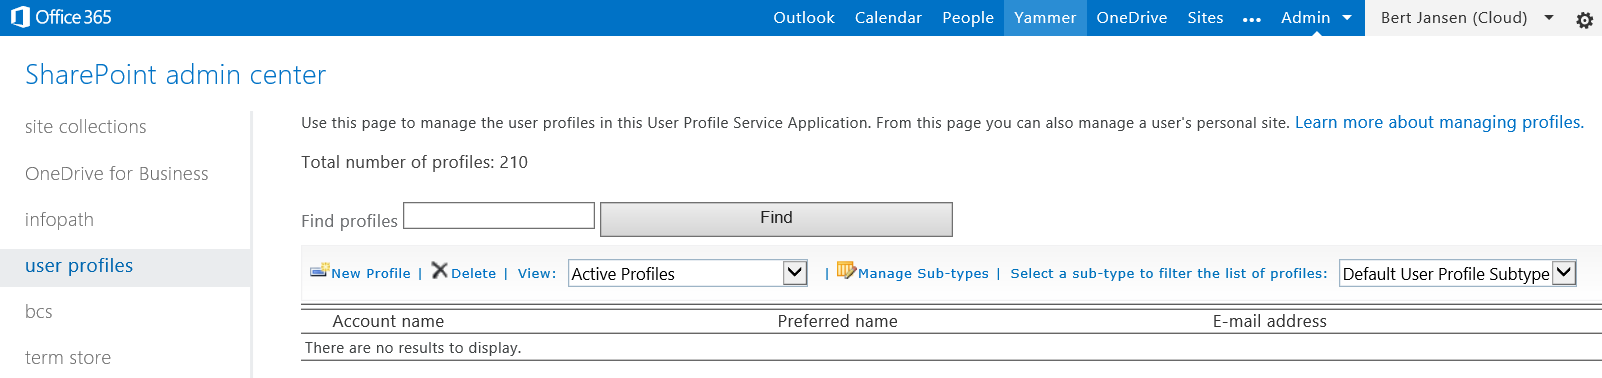 Office 365 Outlook Calendar People Yammer OneDrive Sites ••• Admin Bert Jansen (Cloud)
SharePoint admin center
site collections
OneDrive for Business
infopath
user profiles
bcs
term store
Use this page to manage the user profiles in this User Profile Service Application. From this page you can also manage a user's personal site. Learn more about managing profiles.
Total number of profiles: 210
Find profiles Find
New Profile | Delete | View: Active Profiles | Manage Sub-types | Select a sub-type to filter the list of profiles: Default User Profile Subtype
Account name Preferred name E-mail address
There are no results to display.